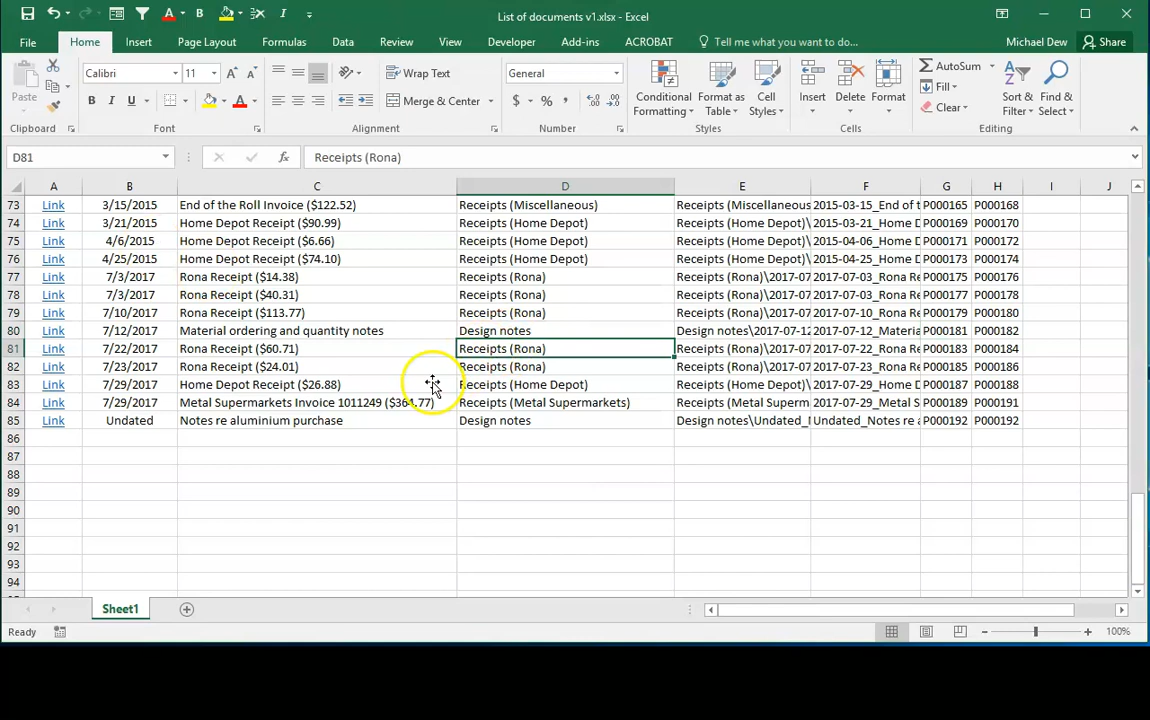 List of documents v1.xlsx - Excel
File Home Insert Page Layout Formulas Data Review View Developer Add-ins ACROBAT Tell me what you want to do... Michael Dew Share
Paste Calibri 11 Wrap Text General Conditional Formatting Format as Table Cell Styles Insert Delete Format AutoSum Fill Clear Sort & Filter Find & Select
B I U Merge & Center $ %
Clipboard Font Alignment Number Styles Cells Editing
D81 fx Receipts (Rona)
A B C D E F G H I J
73 Link 3/15/2015 End of the Roll Invoice ($122.52) Receipts (Miscellaneous) Receipts (Miscellaneous 2015-03-15_End of t P000165 P000168
74 Link 3/21/2015 Home Depot Receipt ($90.99) Receipts (Home Depot) Receipts (Home Depot)\ 2015-03-21_Home D P000169 P000170
75 Link 4/6/2015 Home Depot Receipt ($6.66) Receipts (Home Depot) Receipts (Home Depot)\ 2015-04-06_Home D P000171 P000172
76 Link 4/25/2015 Home Depot Receipt ($74.10) Receipts (Home Depot) Receipts (Home Depot)\ 2015-04-25_Home D P000173 P000174
77 Link 7/3/2017 Rona Receipt ($14.38) Receipts (Rona) Receipts (Rona)\2017-07 2017-07-03_Rona Re P000175 P000176
78 Link 7/3/2017 Rona Receipt ($40.31) Receipts (Rona) Receipts (Rona)\2017-07 2017-07-03_Rona Re P000177 P000178
79 Link 7/10/2017 Rona Receipt ($113.77) Receipts (Rona) Receipts (Rona)\2017-07 2017-07-10_Rona Re P000179 P000180
80 Link 7/12/2017 Material ordering and quantity notes Design notes Design notes\2017-07-12 2017-07-12_Materia P000181 P000182
81 Link 7/22/2017 Rona Receipt ($60.71) Receipts (Rona) Receipts (Rona)\2017-07 2017-07-22_Rona Re P000183 P000184
82 Link 7/23/2017 Rona Receipt ($24.01) Receipts (Rona) Receipts (Rona)\2017-07 2017-07-23_Rona Re P000185 P000186
83 Link 7/29/2017 Home Depot Receipt ($26.88) Receipts (Home Depot) Receipts (Home Depot)\ 2017-07-29_Home D P000187 P000188
84 Link 7/29/2017 Metal Supermarkets Invoice 1011249 ($364.77) Receipts (Metal Supermarkets) Receipts (Metal Superm 2017-07-29_Metal S P000189 P000191
85 Link Undated Notes re aluminium purchase Design notes Design notes\Undated_N Undated_Notes re a P000192 P000192
86
87
88
89
90
91
92
93
94
Sheet1
Ready 100%